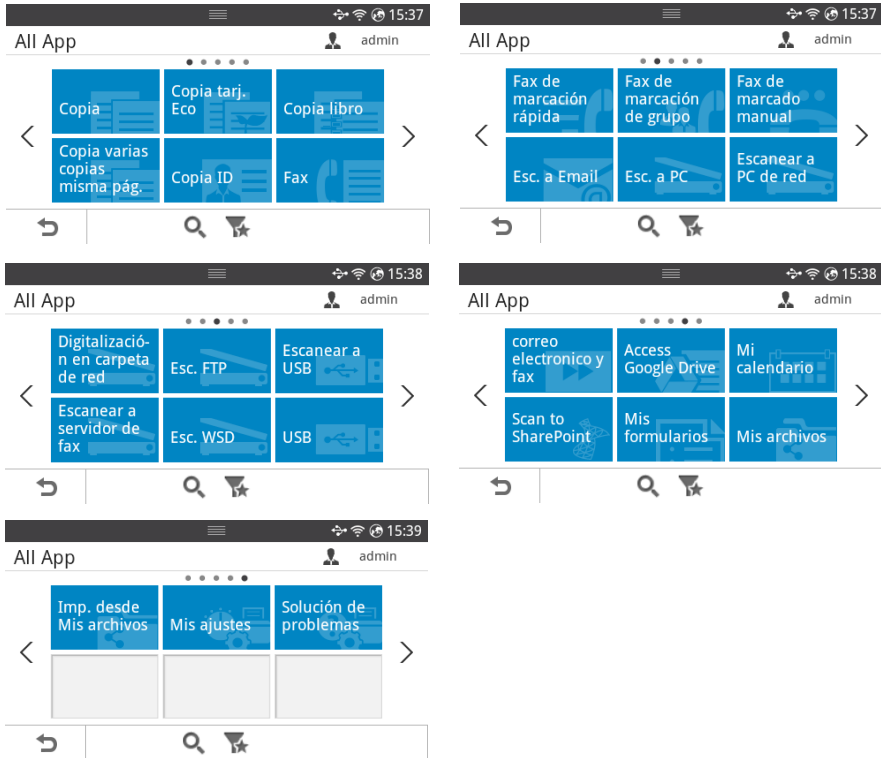 15:37
All App
admin
Copia
Copia tarj.
Eco
Copia libro
Copia varias
copias
misma pág.
Copia ID
Fax
15:37
All App
admin
Fax de
marcación
rápida
Fax de
marcación
de grupo
Fax de
marcado
manual
Esc. a Email
Esc. a PC
Escanear a
PC de red
15:38
All App
admin
Digitalizació-
n en carpeta
de red
Esc. FTP
Escanear a
USB
Escanear a
servidor de
fax
Esc. WSD
USB
15:38
All App
admin
correo
electronico y
fax
Access
Google Drive
Mi
calendario
Scan to
SharePoint
Mis
formularios
Mis archivos
15:39
All App
admin
Imp. desde
Mis archivos
Mis ajustes
Solución de
problemas